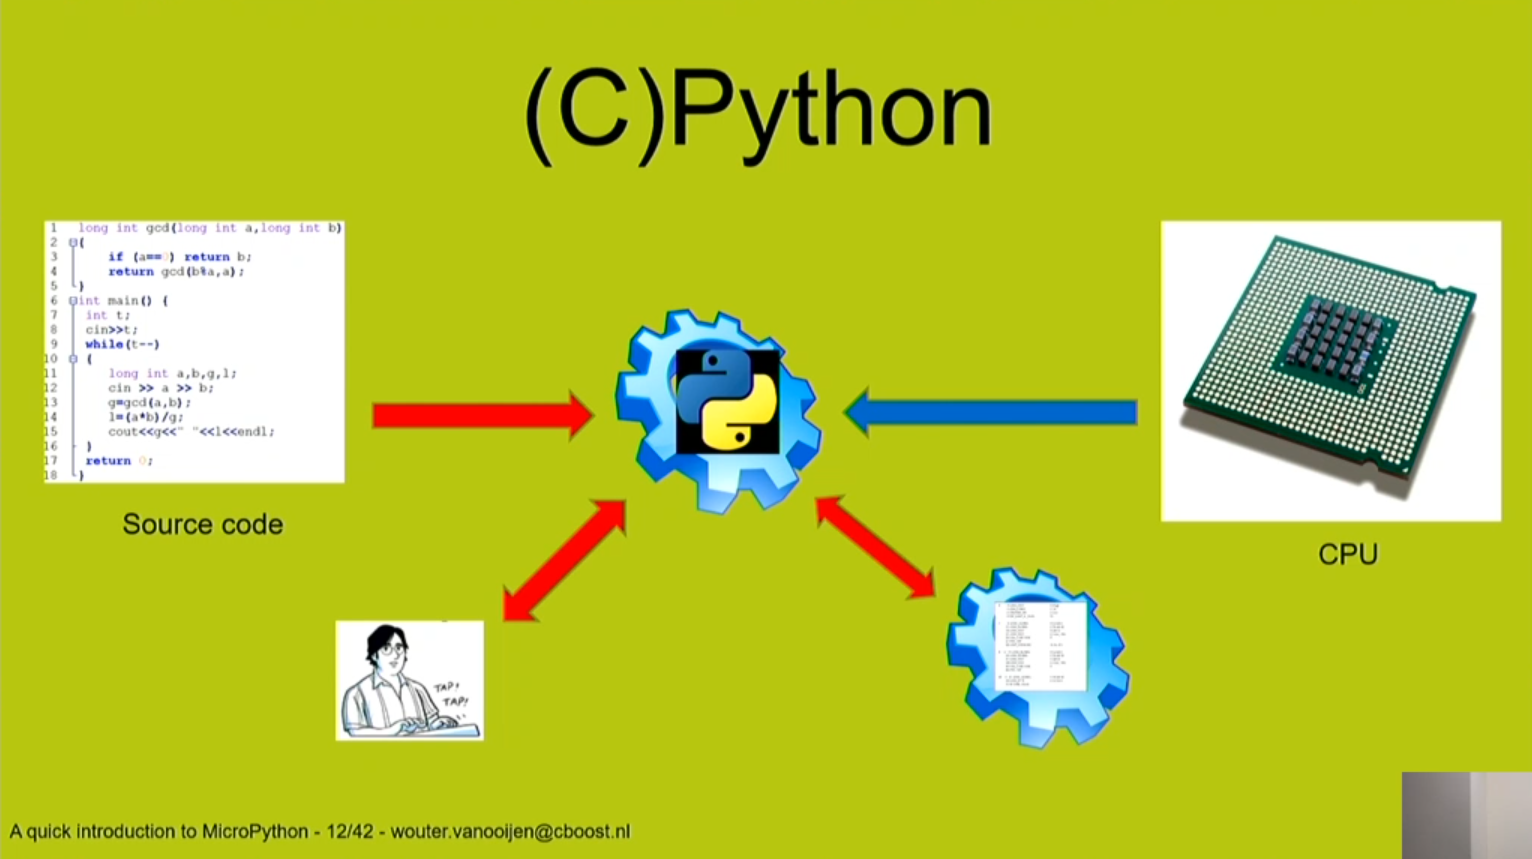 (C)Python
1 long int gcd(long int a,long int b)
2 {
3 if (a==0) return b;
4 return gcd(b%a,a);
5 }
6 int main() {
7 int t;
8 cin>>t;
9 while(t--)
10 {
11 long int a,b,g,l;
12 cin >> a >> b;
13 g=gcd(a,b);
14 l=(a*b)/g;
15 cout<<g<<" "<<l<<endl;
16 }
17 return 0;
18 }
Source code
CPU
TAP!
TAP!
A quick introduction to MicroPython - 12/42 - wouter.vanooijen@cboost.nl